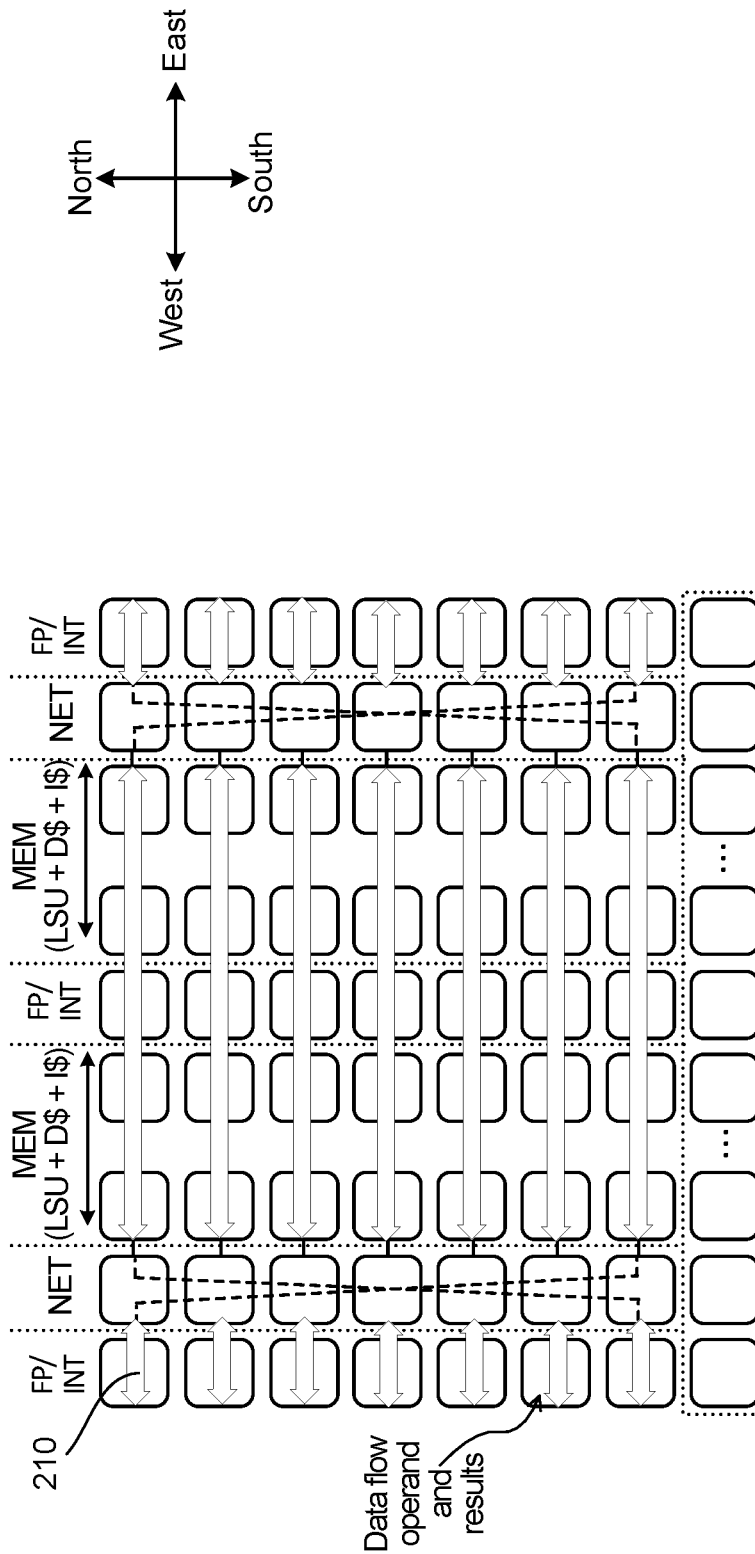 210
FP/
INT
NET
MEM
(LSU + D$ + I$)
FP/
INT
MEM
(LSU + D$ + I$)
NET
FP/
INT
Data flow
operand
and
results
...
...
North
West
East
South